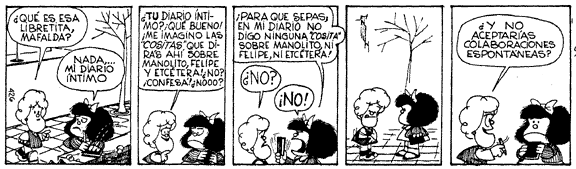 ¿QUÉ ES ESA
LIBRETITA,
MAFALDA?
NADA,...
MI DIARIO
ÍNTIMO
¿TU DIARIO ÍNTI-
MO?¡QUÉ BUENO!
¡ME IMAGINO LAS
"COSITAS" QUE DI-
RÁS AHÍ SOBRE
MANOLITO, FELIPE
Y ETCÉTERA!¿NO?
¡CONFESA!¿NÓOO?
¡PARA QUE SEPAS,
EN MI DIARIO NO
DIGO NINGUNA "COSITA"
SOBRE MANOLITO, NI
FELIPE, NI ETCÉTERA!
¿NO?
¡NO!
¿Y NO
ACEPTARÍAS
COLABORACIONES
ESPONTÁNEAS?